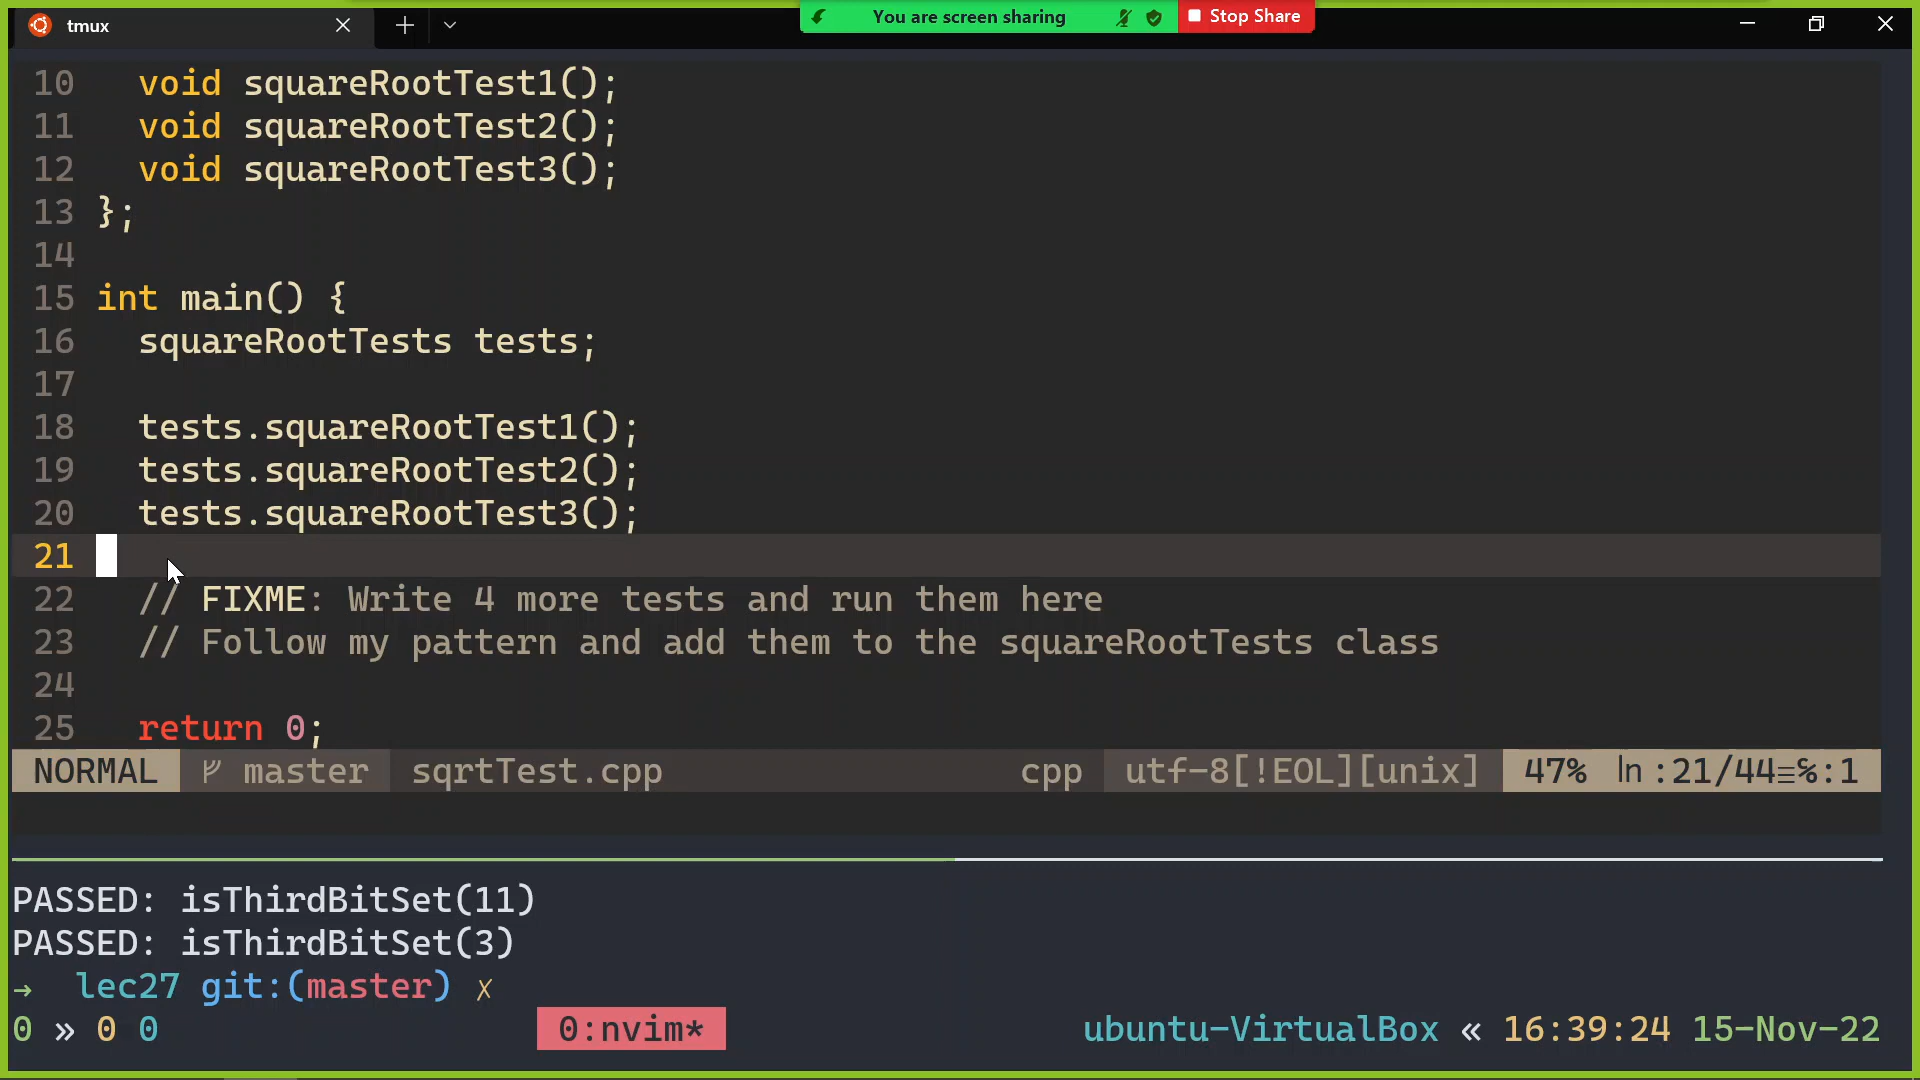 tmux
You are screen sharing
Stop Share
10 void squareRootTest1();
11 void squareRootTest2();
12 void squareRootTest3();
13 };
14
15 int main() {
16 squareRootTests tests;
17
18 tests.squareRootTest1();
19 tests.squareRootTest2();
20 tests.squareRootTest3();
21
22 // FIXME: Write 4 more tests and run them here
23 // Follow my pattern and add them to the squareRootTests class
24
25 return 0;
NORMAL master sqrtTest.cpp cpp utf-8[!EOL][unix] 47% ln :21/44≡℅:1
PASSED: isThirdBitSet(11)
PASSED: isThirdBitSet(3)
→ lec27 git:(master) ✗
0 » 0 0 0:nvim* ubuntu-VirtualBox « 16:39:24 15-Nov-22